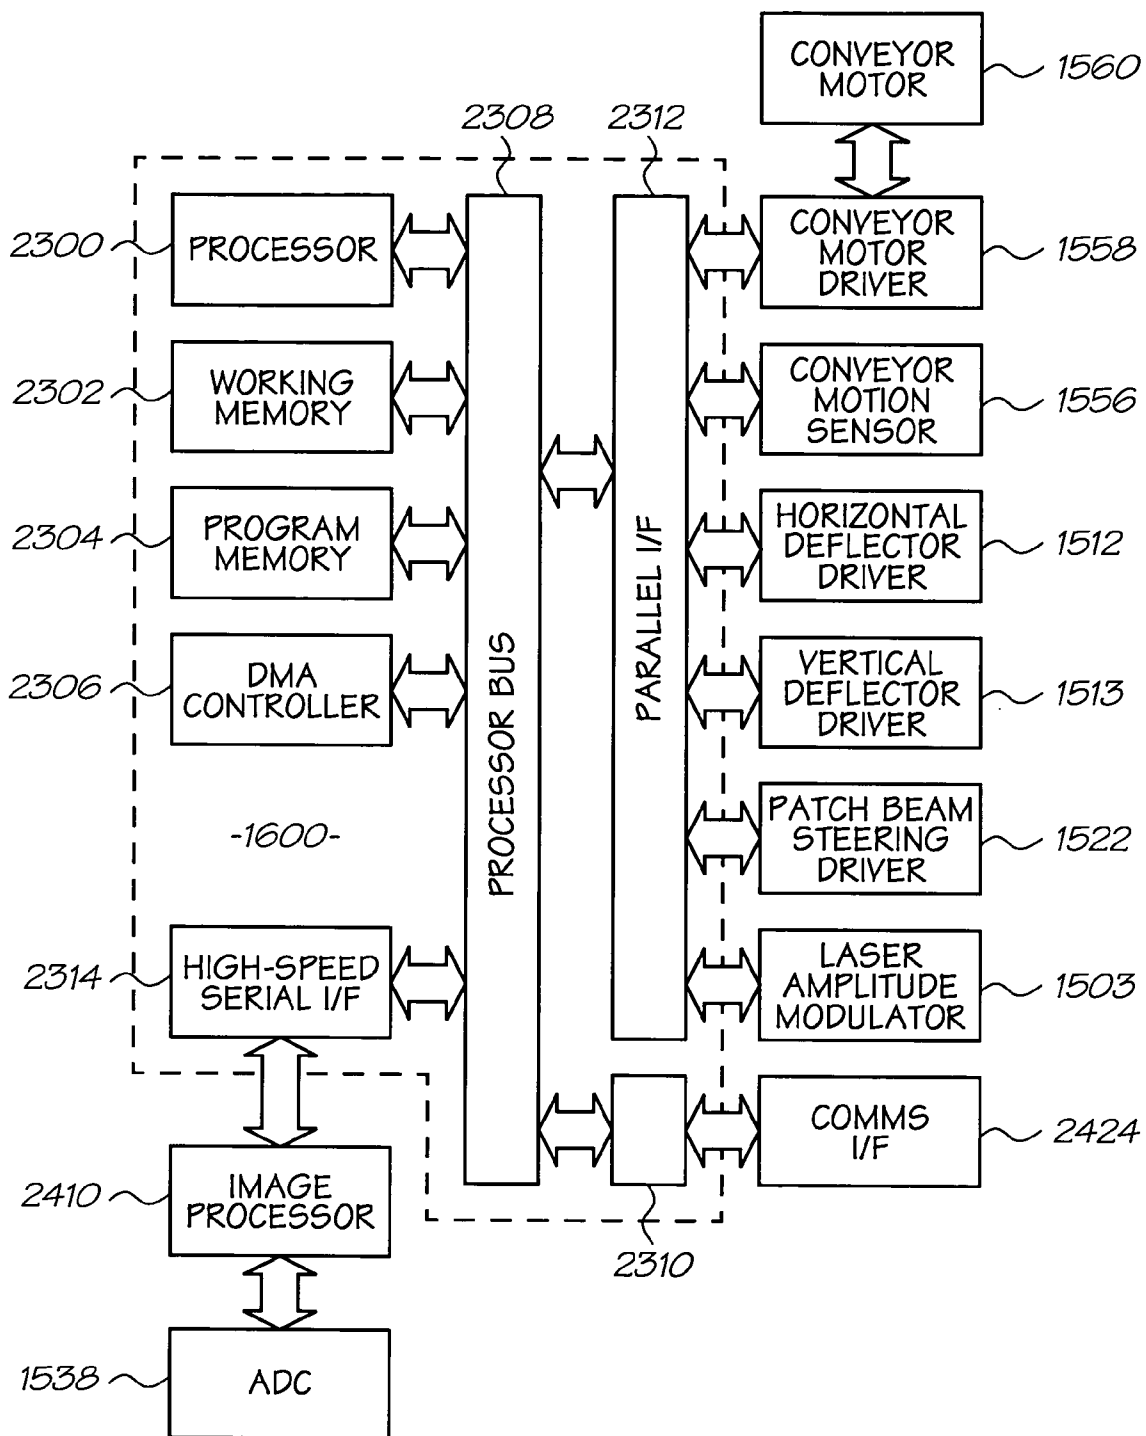 CONVEYOR
MOTOR
1560
2308
2312
2300
PROCESSOR
CONVEYOR
MOTOR
DRIVER
1558
2302
WORKING
MEMORY
CONVEYOR
MOTION
SENSOR
1556
2304
PROGRAM
MEMORY
HORIZONTAL
DEFLECTOR
DRIVER
1512
2306
DMA
CONTROLLER
PROCESSOR BUS
PARALLEL I/F
VERTICAL
DEFLECTOR
DRIVER
1513
-1600-
PATCH BEAM
STEERING
DRIVER
1522
2314
HIGH-SPEED
SERIAL I/F
LASER
AMPLITUDE
MODULATOR
1503
COMMS
I/F
2424
2410
IMAGE
PROCESSOR
2310
1538
ADC